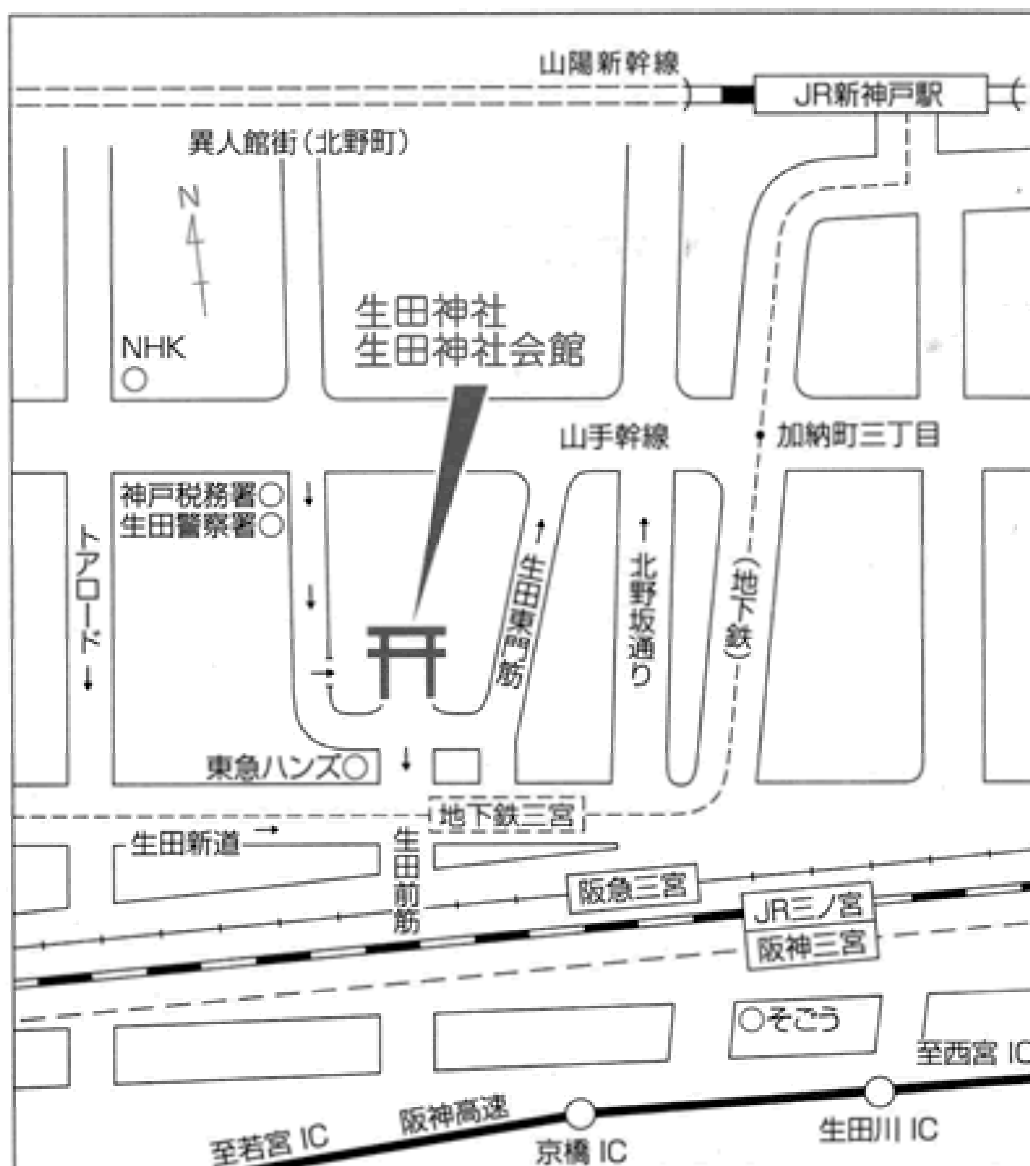 山陽新幹線
JR新神戸駅
異人館街(北野町)
N
生田神社
生田神社会館
NHK
山手幹線
加納町三丁目
神戸税務署
生田警察署
トアロード
生田東門筋
北野坂通り
(地下鉄)
東急ハンズ
地下鉄三宮
生田新道
生田前筋
阪急三宮
JR三ノ宮
阪神三宮
そごう
至西宮 IC
阪神高速
生田川 IC
至若宮 IC
京橋 IC